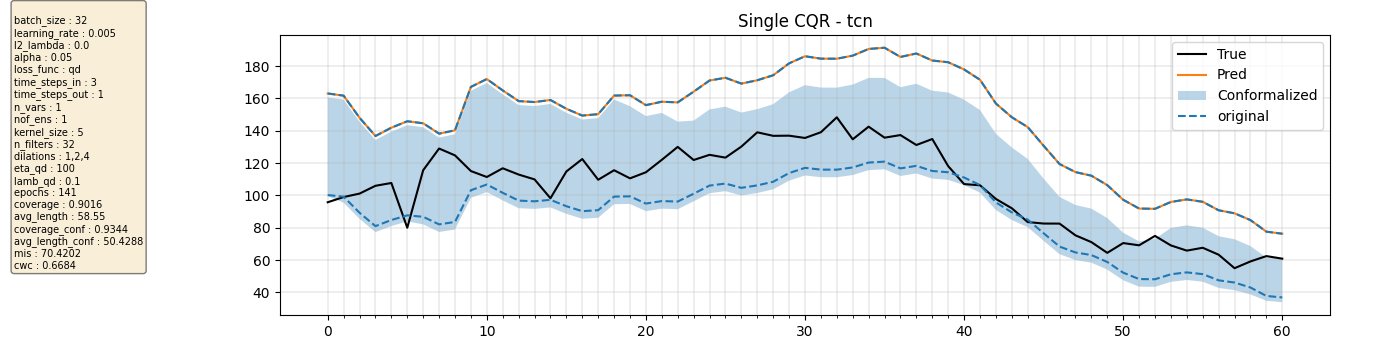 batch_size : 32
learning_rate : 0.005
l2_lambda : 0.0
alpha : 0.05
loss_func : qd
time_steps_in : 3
time_steps_out : 1
n_vars : 1
nof_ens : 1
kernel_size : 5
n_filters : 32
dilations : 1,2,4
eta_qd : 100
lamb_qd : 0.1
epochs : 141
coverage : 0.9016
avg_length : 58.55
coverage_conf : 0.9344
avg_length_conf : 50.4288
mis : 70.4202
cwc : 0.6684
Single CQR - tcn
180
160
140
120
100
80
60
40
0 10 20 30 40 50 60
True
Pred
Conformalized
original